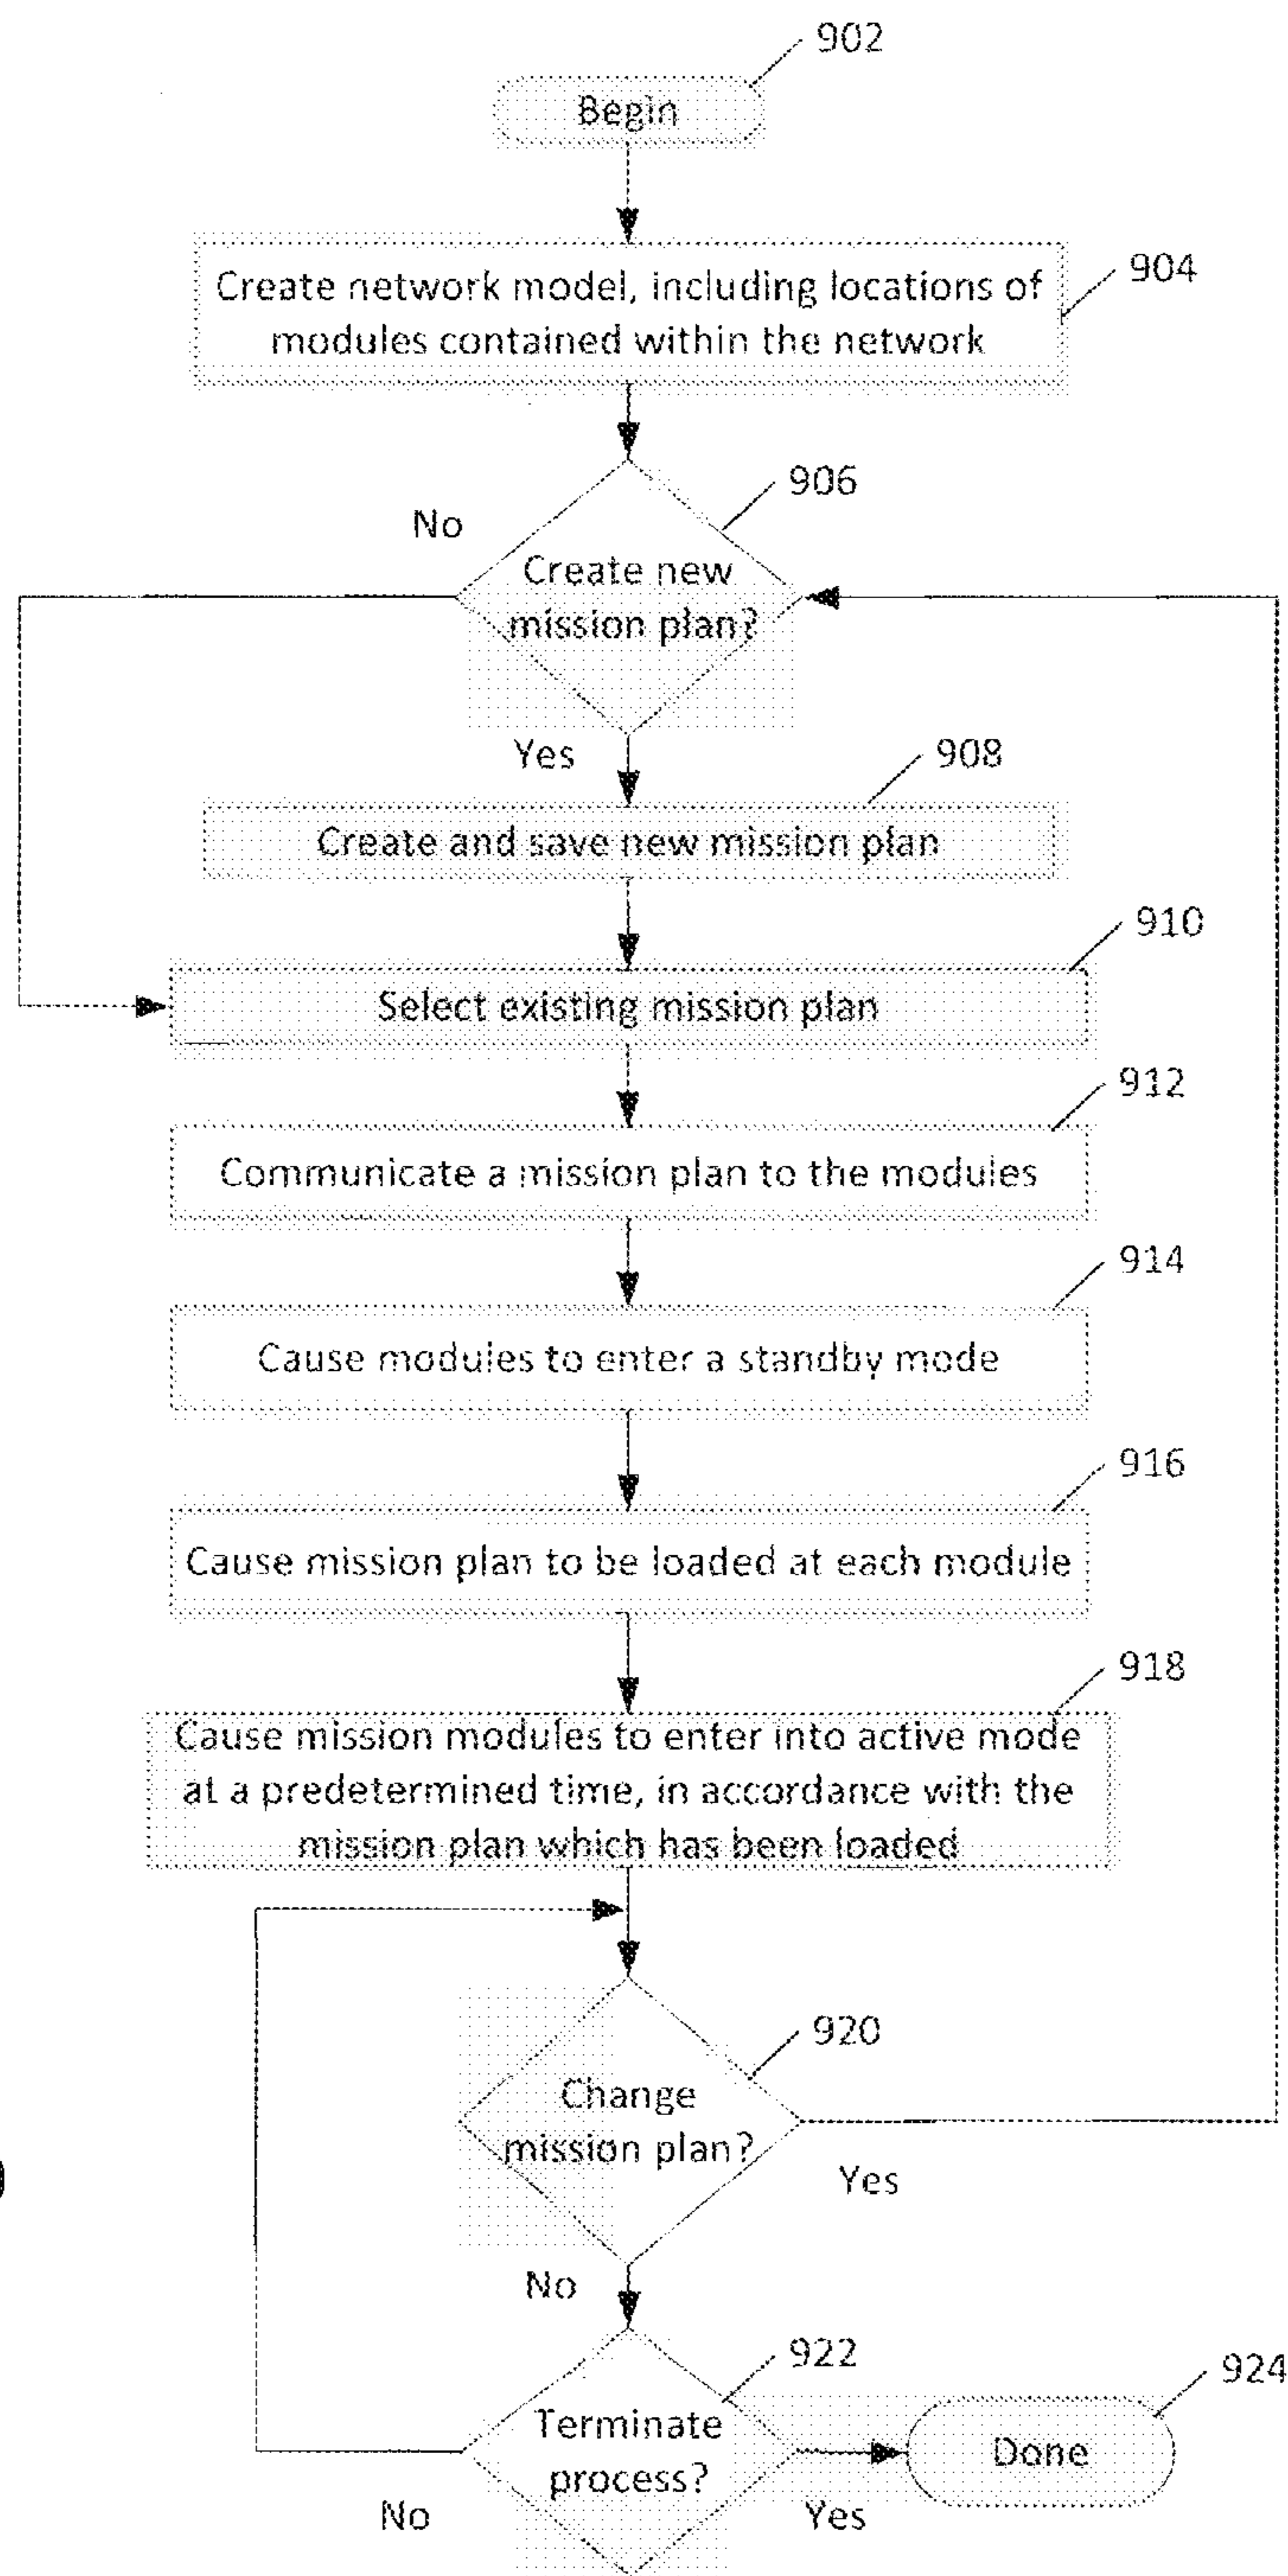 902
Begin
904
Create network model, including locations of
modules contained within the network
906
No
Create new
mission plan?
Yes
908
Create and save new mission plan
910
Select existing mission plan
912
Communicate a mission plan to the modules
914
Cause modules to enter a standby mode
916
Cause mission plan to be loaded at each module
918
Cause mission modules to enter into active mode
at a predetermined time, in accordance with the
mission plan which has been loaded
920
Change
mission plan?
Yes
No
922
924
Terminate
process?
Done
No
Yes